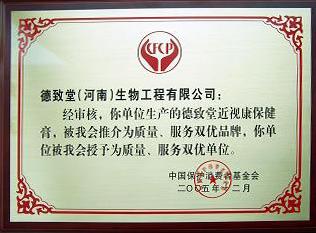 CFCP
德致堂(河南)生物工程有限公司:
经审核,你单位生产的德致堂近视康保健
膏,被我会推介为质量、服务双优品牌,你单
位被我会授予为质量、服务双优单位。
中国保护消费者基金会
二〇〇五年十二月